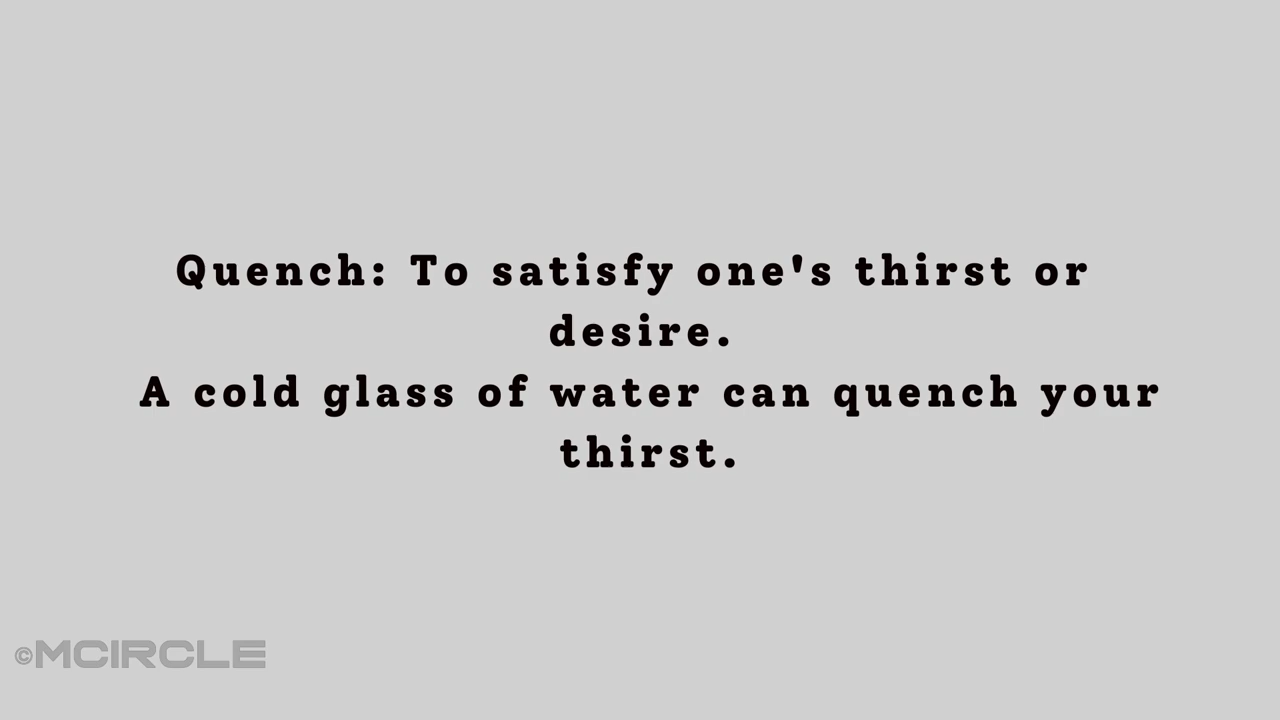 Quench: To satisfy one's thirst or
desire.
A cold glass of water can quench your
thirst.
©MCIRCLE